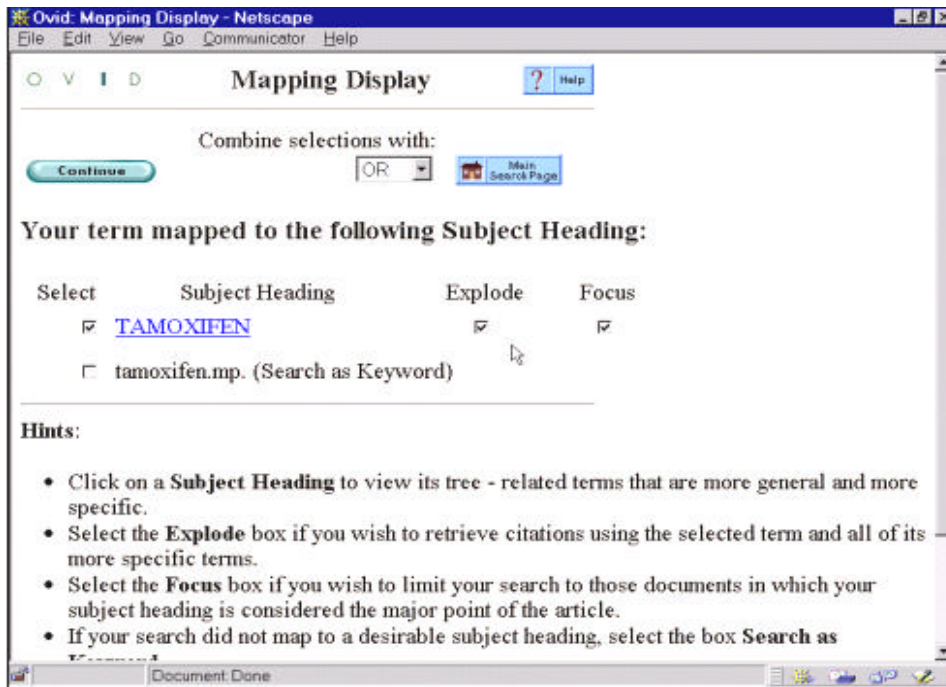 Ovid: Mapping Display - Netscape
File Edit View Go Communicator Help
O V I D Mapping Display ? Help
Combine selections with:
Continue OR Main Search Page
Your term mapped to the following Subject Heading:
Select Subject Heading Explode Focus
TAMOXIFEN
tamoxifen.mp. (Search as Keyword)
Hints:
• Click on a Subject Heading to view its tree - related terms that are more general and more
specific.
• Select the Explode box if you wish to retrieve citations using the selected term and all of its
more specific terms.
• Select the Focus box if you wish to limit your search to those documents in which your
subject heading is considered the major point of the article.
• If your search did not map to a desirable subject heading, select the box Search as
Keyword
Document: Done